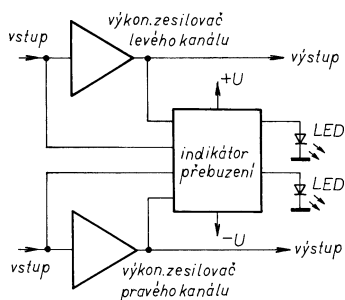 výkon. zesilovač
levého kanálu
vstup
výstup
+U
LED
indikátor
přebuzení
LED
-U
vstup
výstup
výkon. zesilovač
pravého kanálu